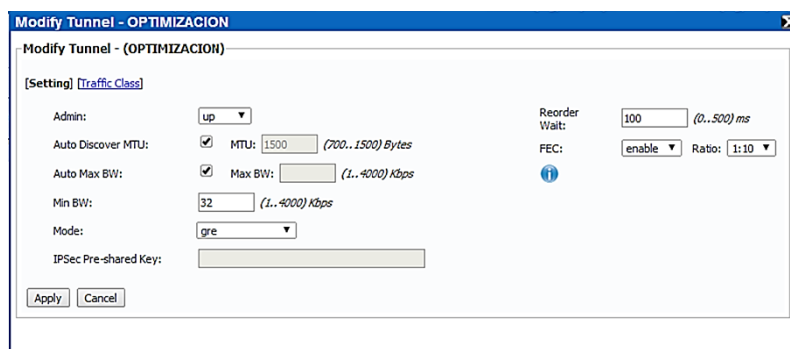 Modify Tunnel - OPTIMIZACION
Modify Tunnel - (OPTIMIZACION)
[Setting] [Traffic Class]
Admin: up
Auto Discover MTU: MTU: 1500 (700..1500) Bytes
Auto Max BW: Max BW: (1..4000) Kbps
Min BW: 32 (1..4000) Kbps
Mode: gre
IPSec Pre-shared Key:
Reorder
Wait: 100 (0..500) ms
FEC: enable Ratio: 1:10
Apply Cancel